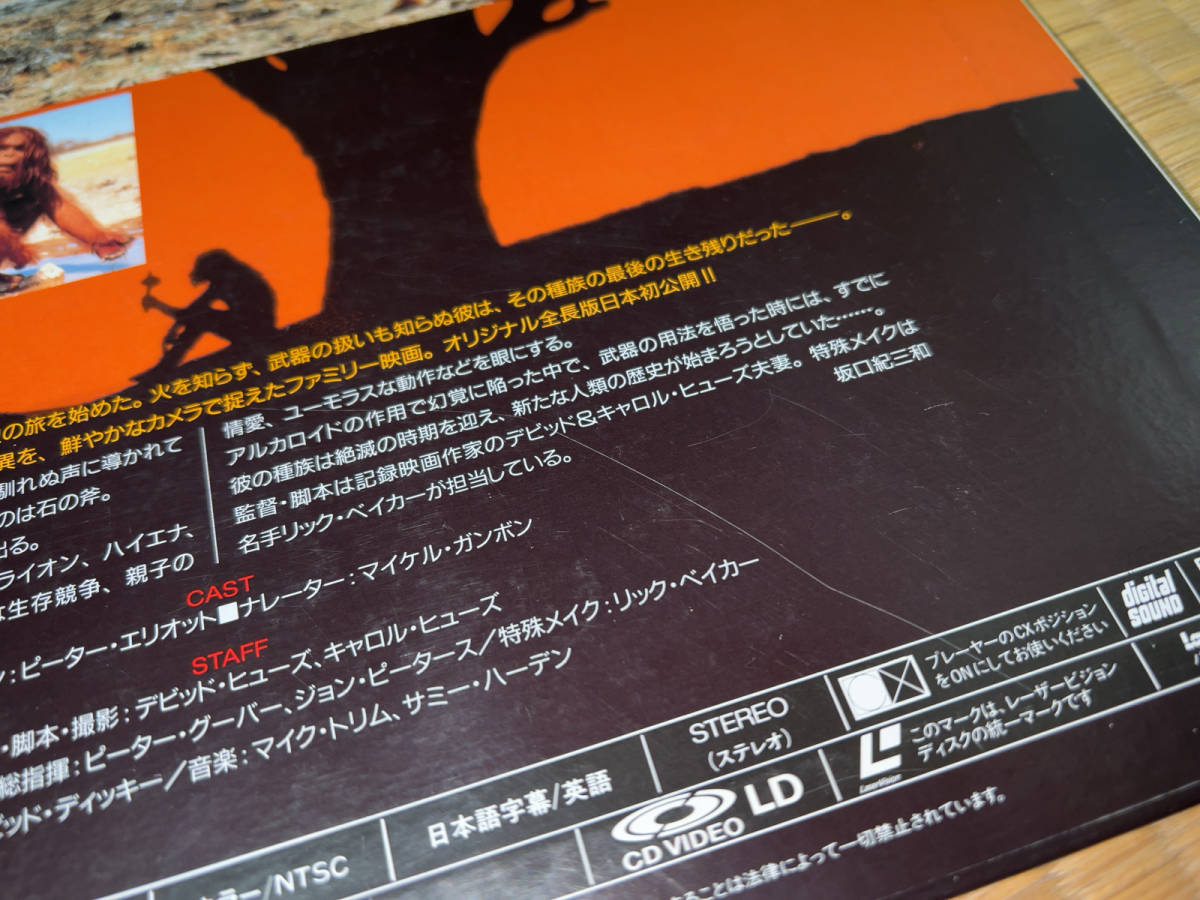 の旅を始めた。火を知らず、武器の扱いも知らぬ彼は、その種族の最後の生き残りだった——。
異を、鮮やかなカメラで捉えたファミリー映画。オリジナル全長版日本初公開!!
馴れぬ声に導かれて
のは石の斧。
出る。
ライオン、ハイエナ、
な生存競争、親子の
情愛、ユーモラスな動作などを眼にする。
アルカロイドの作用で幻覚に陥った中で、武器の用法を悟った時には、すでに
彼の種族は絶滅の時期を迎え、新たな人類の歴史が始まろうとしていた……。
監督・脚本は記録映画作家のデビッド&キャロル・ヒューズ夫妻。特殊メイクは
名手リック・ベイカーが担当している。
坂口紀三和
CAST
:ピーター・エリオット■ナレーター:マイケル・ガンボン
STAFF
・脚本・撮影:デビッド・ヒューズ、キャロル・ヒューズ
総指揮:ピーター・グーバー、ジョン・ピータース/特殊メイク:リック・ベイカー
ビッド・ディッキー/音楽:マイク・トリム、サミー・ハーデン
ラー/NTSC
日本語字幕/英語
STEREO
(ステレオ)
プレーヤーのCXポジション
をONにしてお使いください
digital
SOUND
CD VIDEO LD
LaserVision
このマークは、レーザービジョン
ディスクの統一マークです
ることは法律によって一切禁止されています。